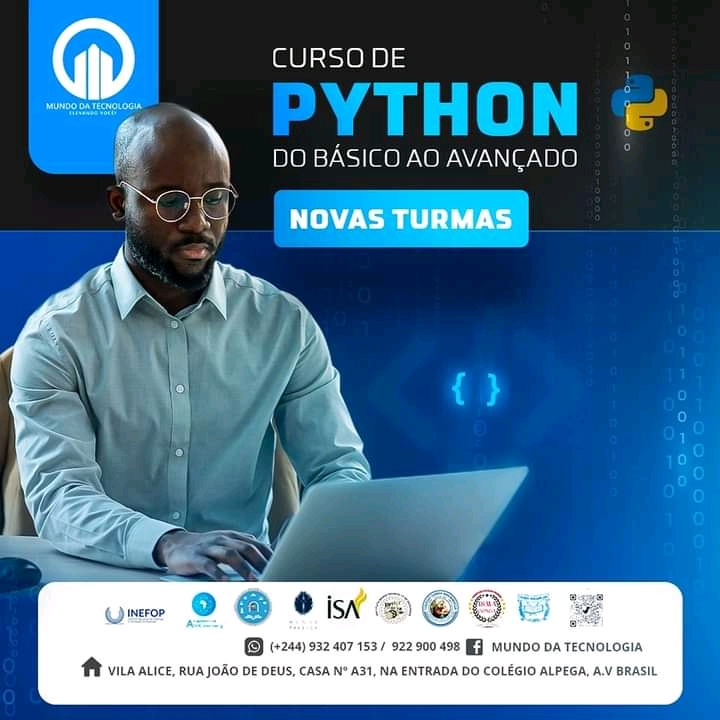 MUNDO DA TECNOLOGIA
ELEVANDO VOCÊ!
CURSO DE
PYTHON
DO BÁSICO AO AVANÇADO
NOVAS TURMAS
{ }
INEFOP
ISA
(+244) 932 407 153 / 922 900 498 MUNDO DA TECNOLOGIA
VILA ALICE, RUA JOÃO DE DEUS, CASA Nº A31, NA ENTRADA DO COLÉGIO ALPEGA, A.V BRASIL